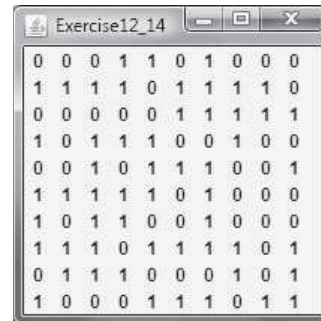 Exercise12_14
0 0 0 1 1 0 1 0 0 0
1 1 1 1 0 1 1 1 1 0
0 0 0 0 0 1 1 1 1 1
1 0 1 1 1 0 0 1 0 0
0 0 1 0 1 1 1 0 0 1
1 1 1 1 1 0 1 0 0 0
1 0 1 1 0 0 1 0 0 0
1 1 1 0 1 1 1 1 0 1
0 1 1 1 0 0 0 1 0 1
1 0 0 0 1 1 1 0 1 1